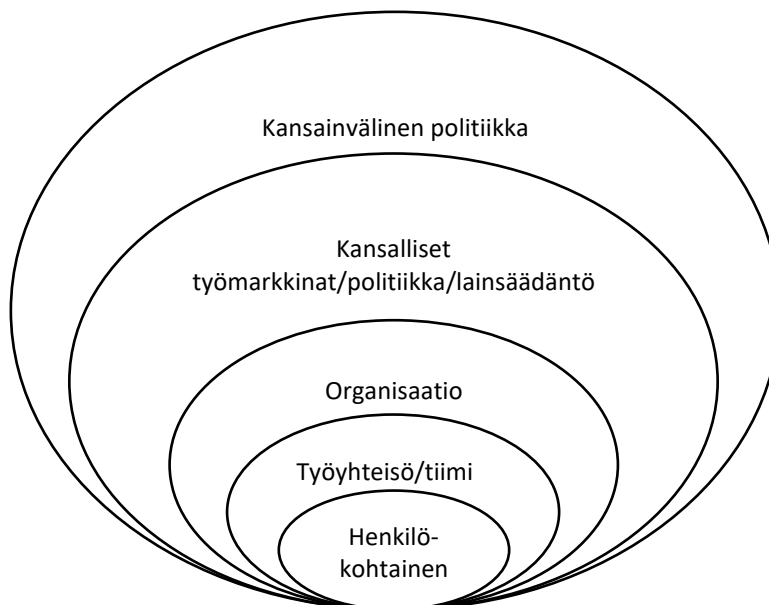 Kansainvälinen politiikka
Kansalliset
työmarkkinat/politiikka/lainsäädäntö
Organisaatio
Työyhteisö/tiimi
Henkilö-
kohtainen